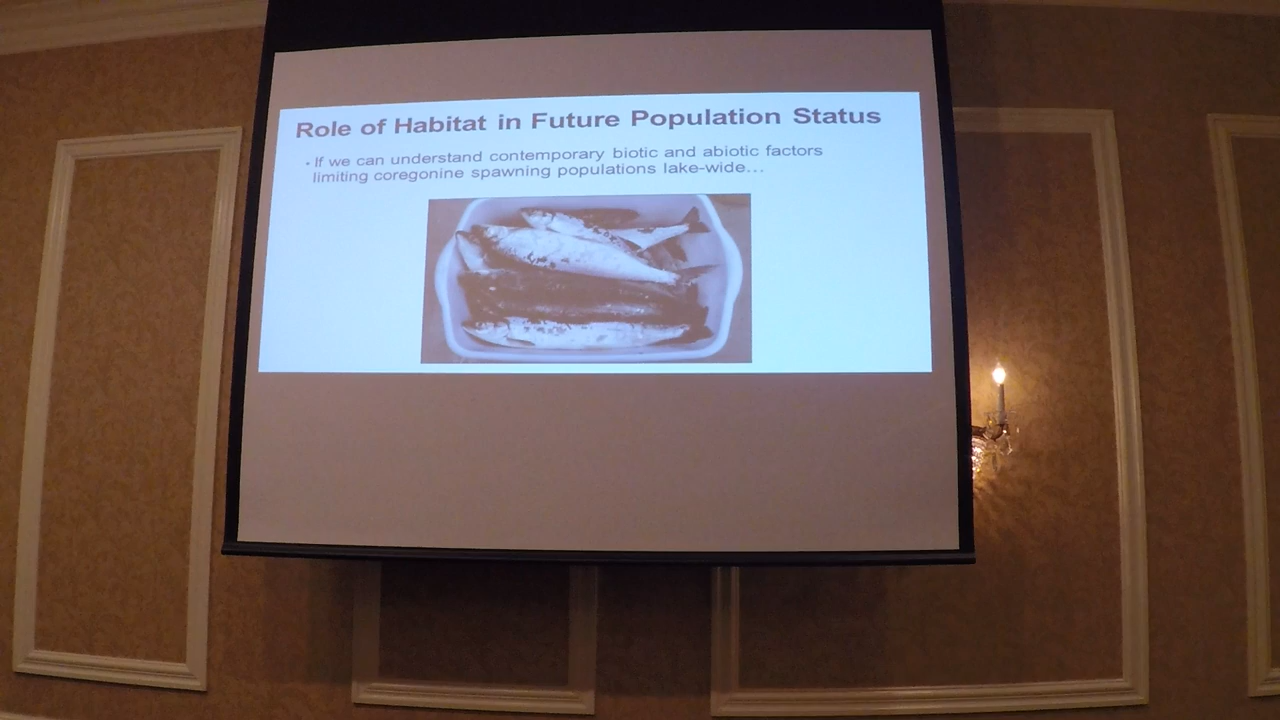 Role of Habitat in Future Population Status
• If we can understand contemporary biotic and abiotic factors
limiting coregonine spawning populations lake-wide…